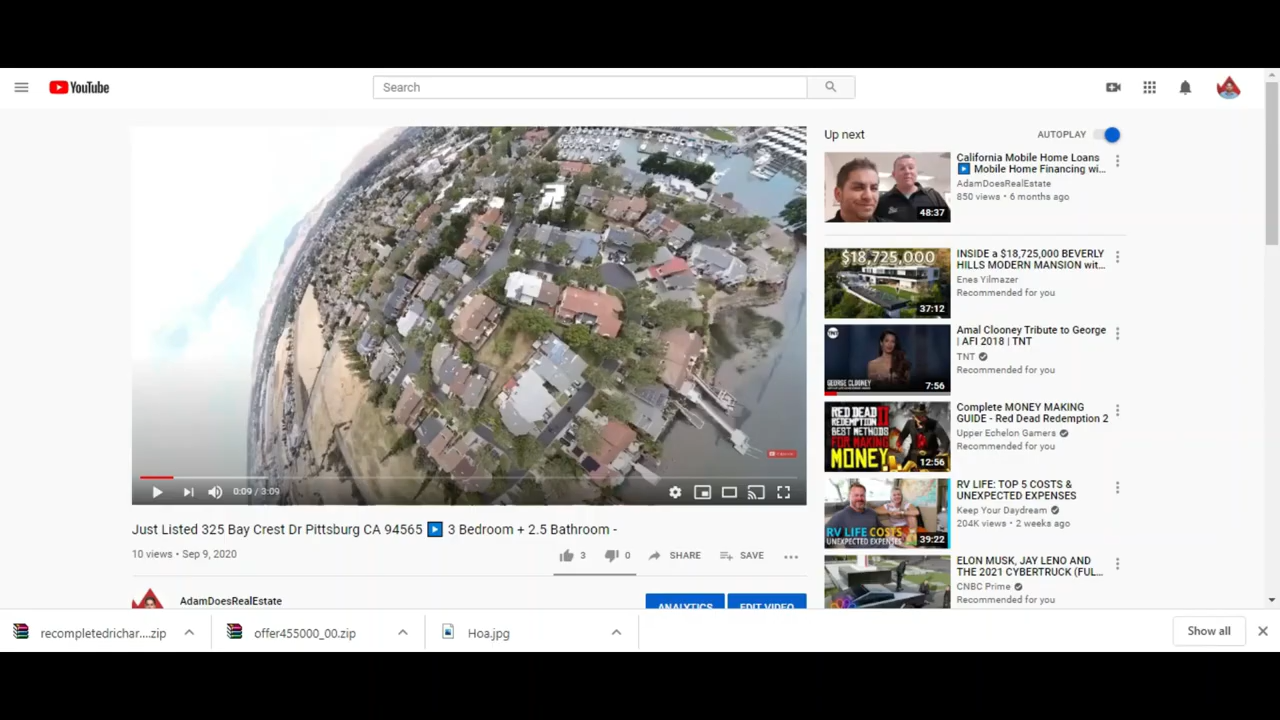 YouTube
Search
0:09 / 3:09
Just Listed 325 Bay Crest Dr Pittsburg CA 94565 ▶ 3 Bedroom + 2.5 Bathroom -
10 views • Sep 9, 2020
3
0
SHARE
SAVE
AdamDoesRealEstate
ANALYTICS
EDIT VIDEO
Up next
AUTOPLAY
48:37
California Mobile Home Loans
▶ Mobile Home Financing wi...
AdamDoesRealEstate
850 views • 6 months ago
$18,725,000
37:12
INSIDE a $18,725,000 BEVERLY
HILLS MODERN MANSION wit...
Enes Yilmazer
Recommended for you
TNT
GEORGE CLOONEY
7:56
Amal Clooney Tribute to George
| AFI 2018 | TNT
TNT
Recommended for you
RED DEAD
REDEMPTION II
BEST METHODS
FOR MAKING
MONEY
12:56
Complete MONEY MAKING
GUIDE - Red Dead Redemption 2
Upper Echelon Gamers
Recommended for you
RV LIFE COSTS
UNEXPECTED EXPENSES
39:22
RV LIFE: TOP 5 COSTS &
UNEXPECTED EXPENSES
Keep Your Daydream
204K views • 2 weeks ago
ELON MUSK, JAY LENO AND
THE 2021 CYBERTRUCK (FUL...
CNBC Prime
Recommended for you
recompletedrichar....zip
offer455000_00.zip
Hoa.jpg
Show all